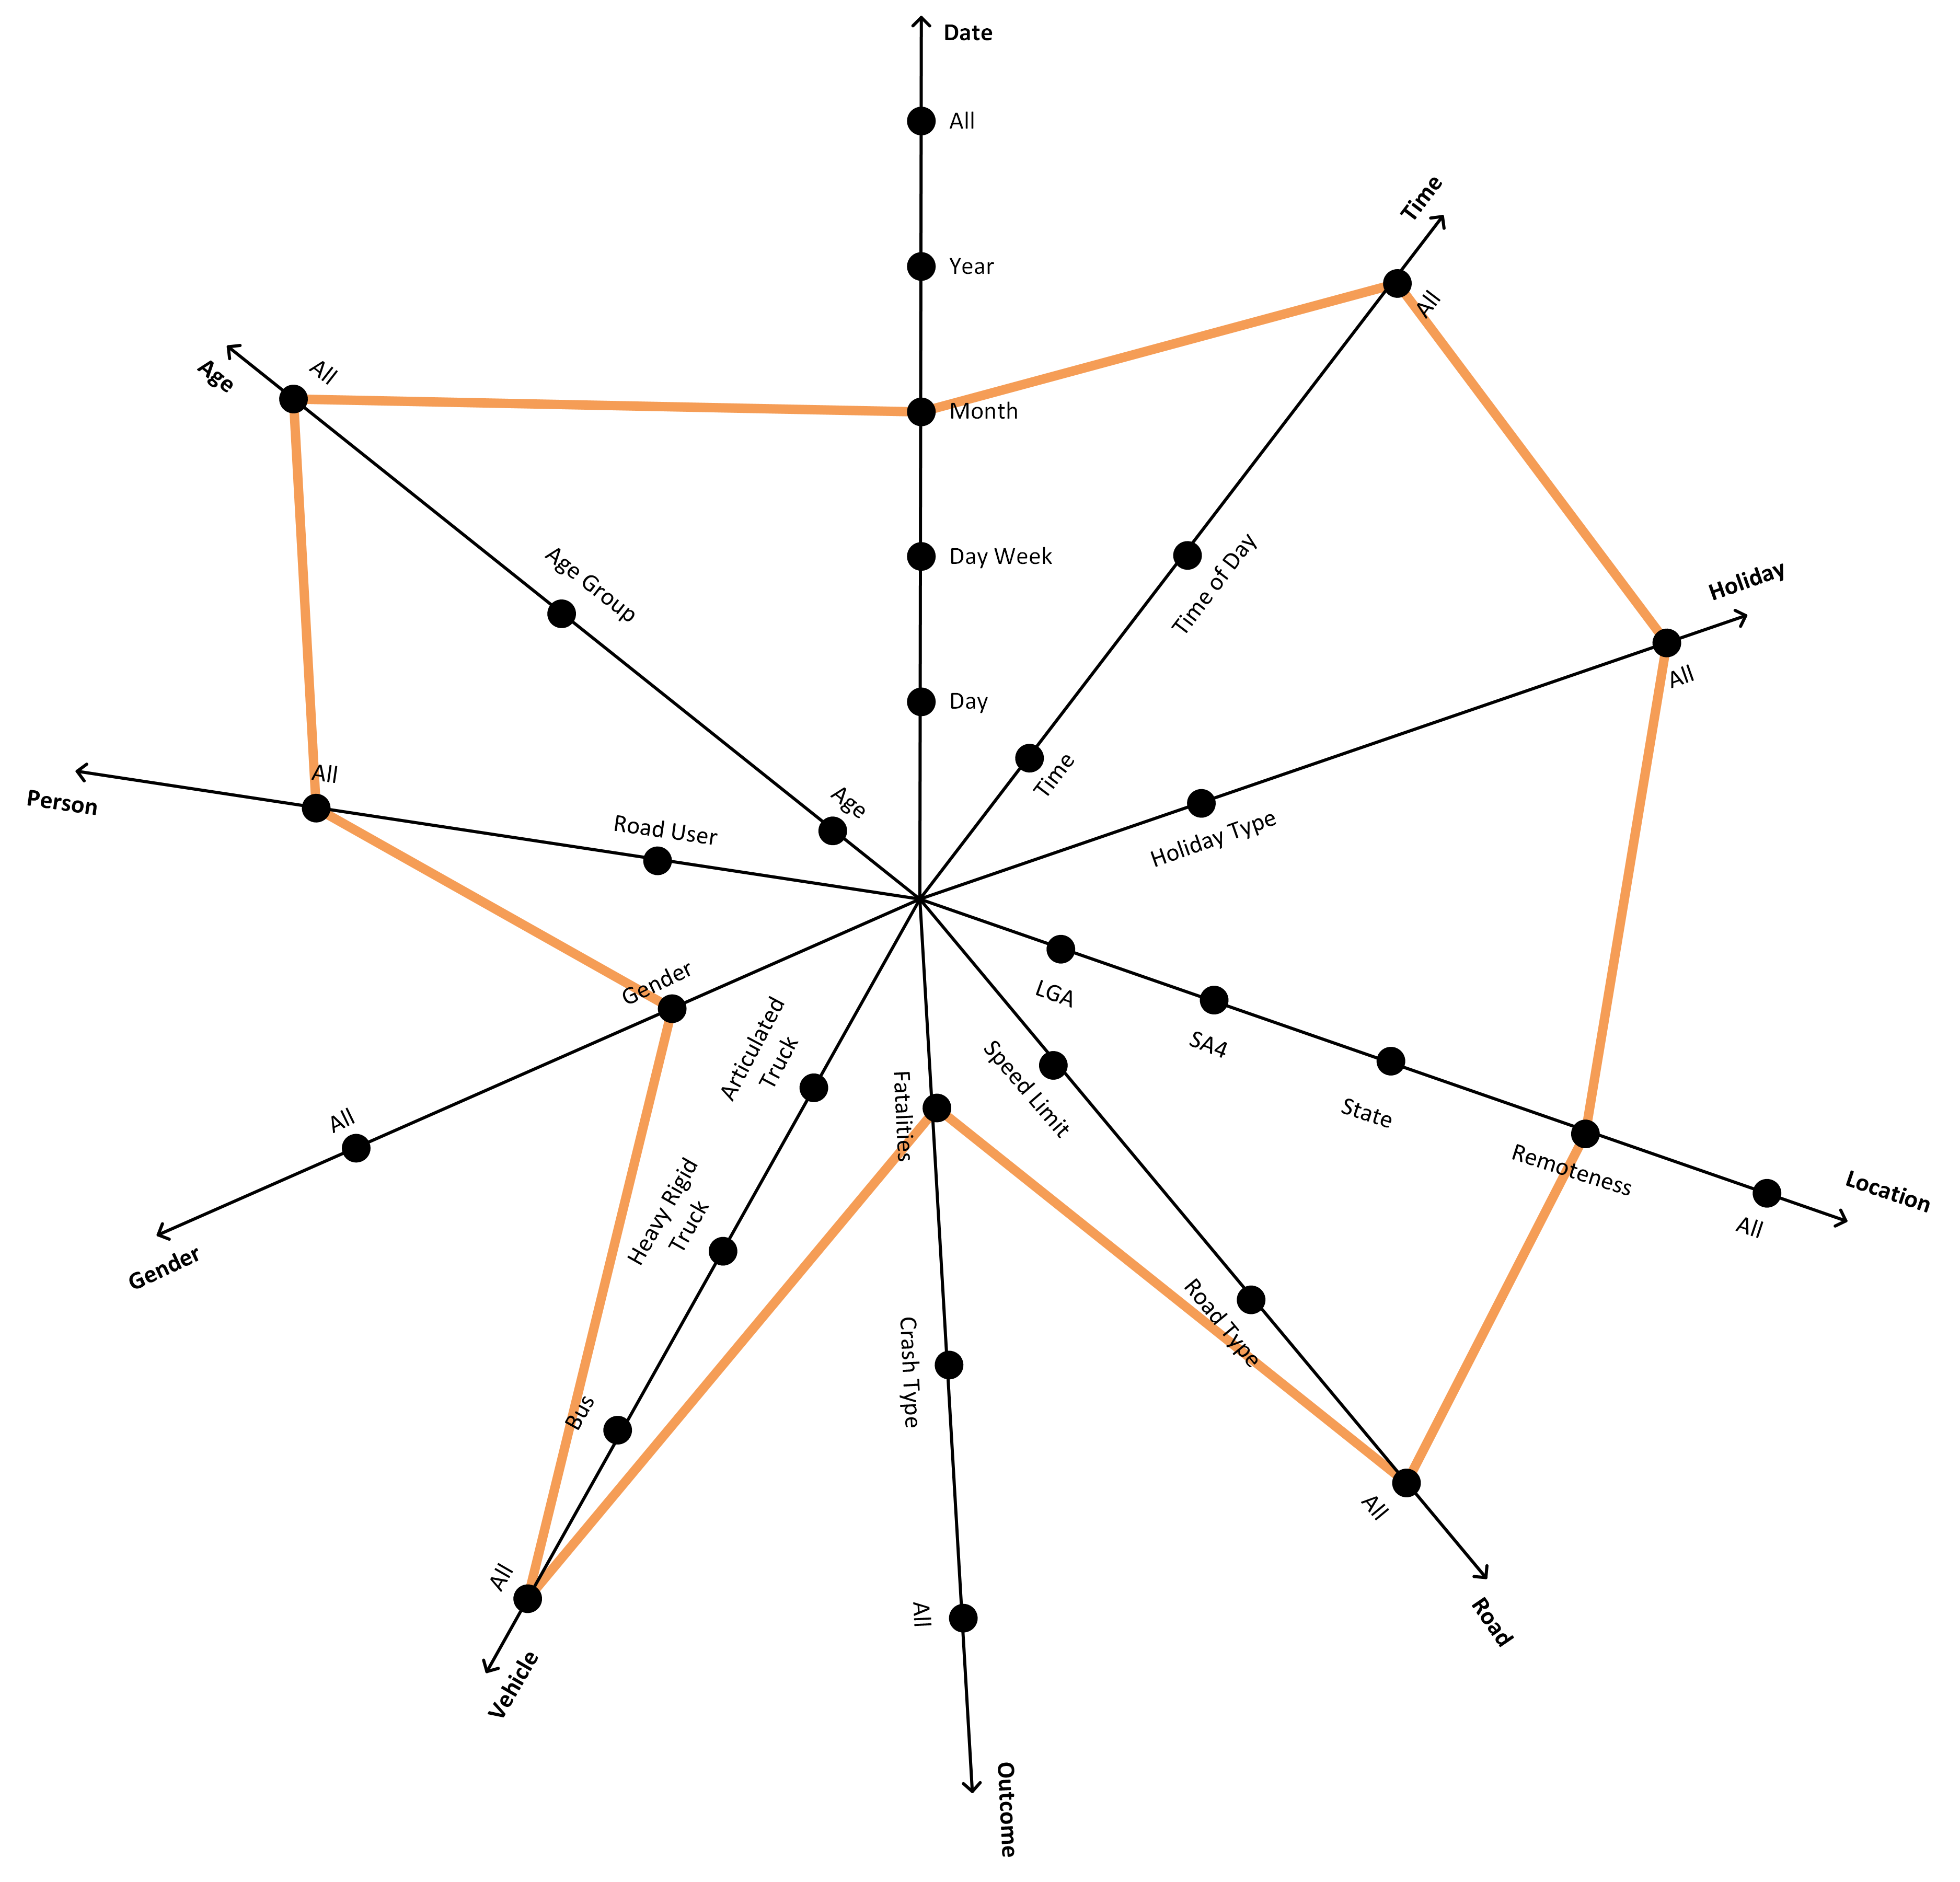 Date
All
Year
Month
Day Week
Day
Time
All
Time of Day
Time
Holiday
All
Holiday Type
Location
All
Remoteness
State
SA4
LGA
Road
All
Road Type
Speed Limit
Outcome
All
Crash Type
Fatalities
Vehicle
All
Bus
Heavy Rigid
Truck
Articulated
Truck
Gender
All
Gender
Person
All
Road User
Age
All
Age Group
Age